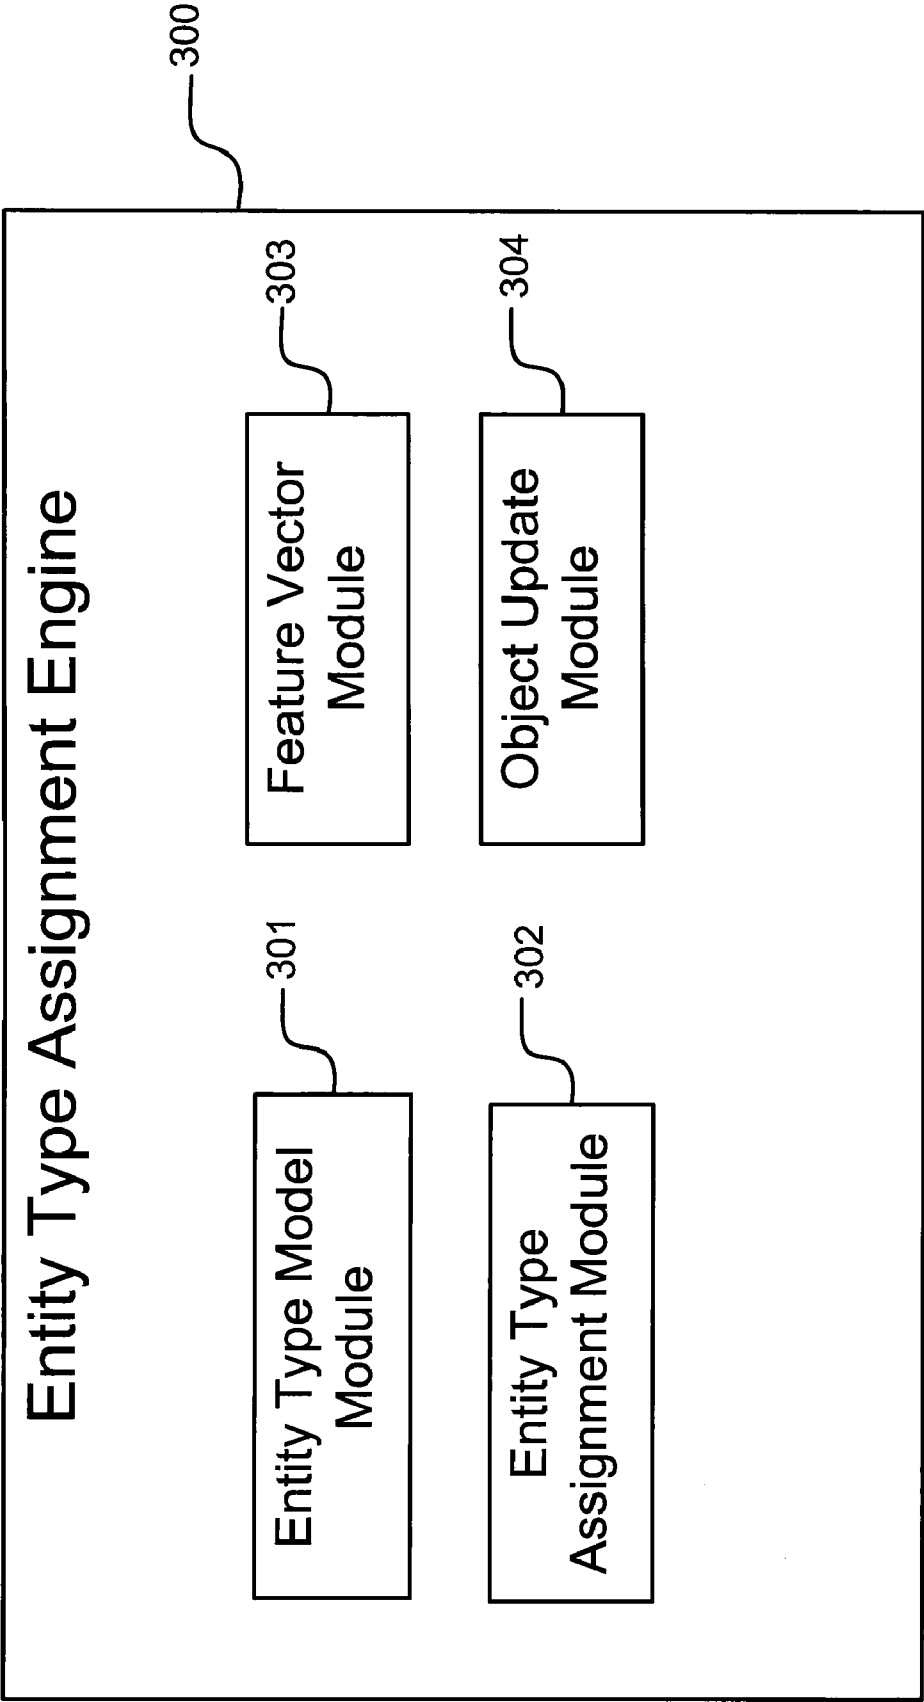 Entity Type Assignment Engine
300
Entity Type Model
Module
301
Feature Vector
Module
303
Entity Type
Assignment Module
302
Object Update
Module
304